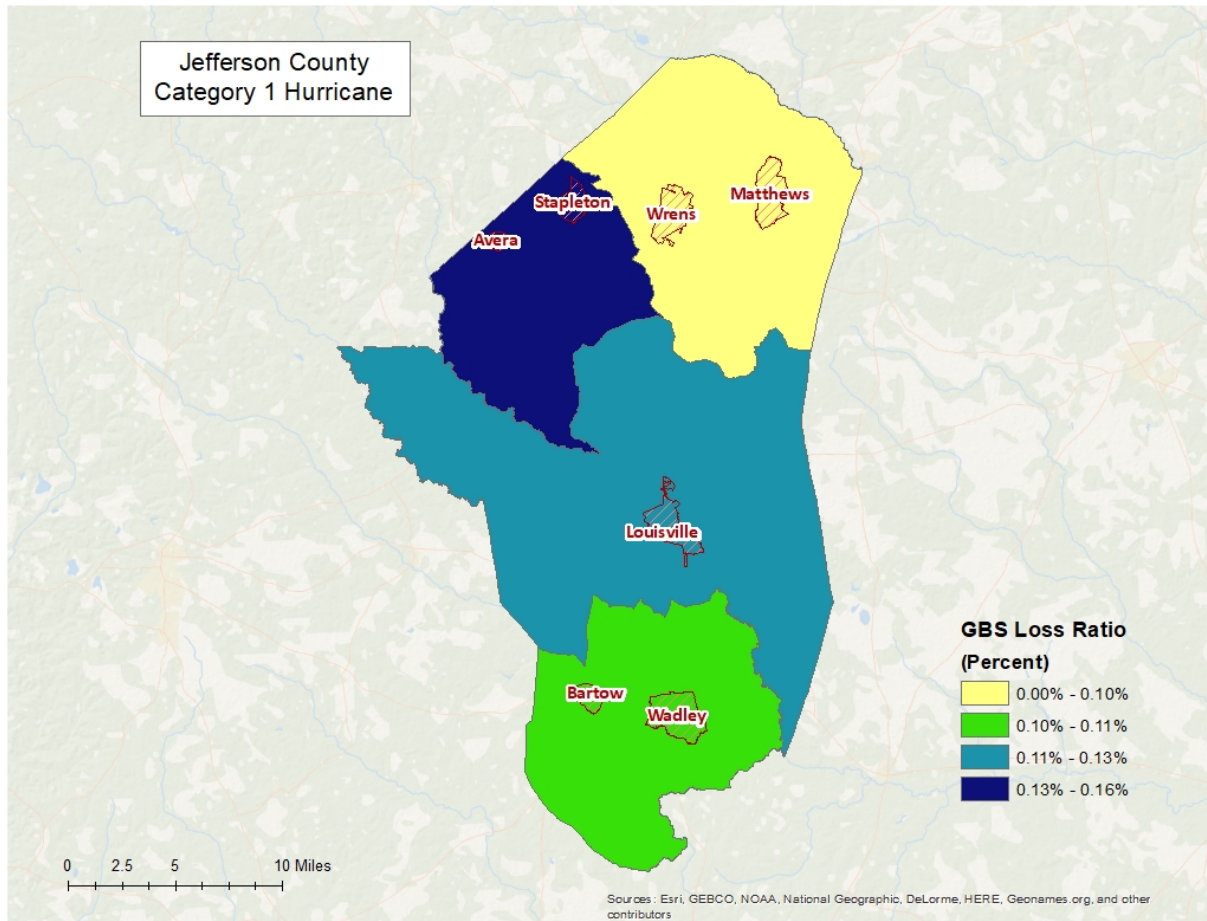 Jefferson County
Category 1 Hurricane
Stapleton
Matthews
Wrens
Avera
Louisville
Bartow
Wadley
GBS Loss Ratio
(Percent)
0.00% - 0.10%
0.10% - 0.11%
0.11% - 0.13%
0.13% - 0.16%
0 2.5 5 10 Miles
Sources: Esri, GEBCO, NOAA, National Geographic, DeLorme, HERE, Geonames.org, and other
contributors